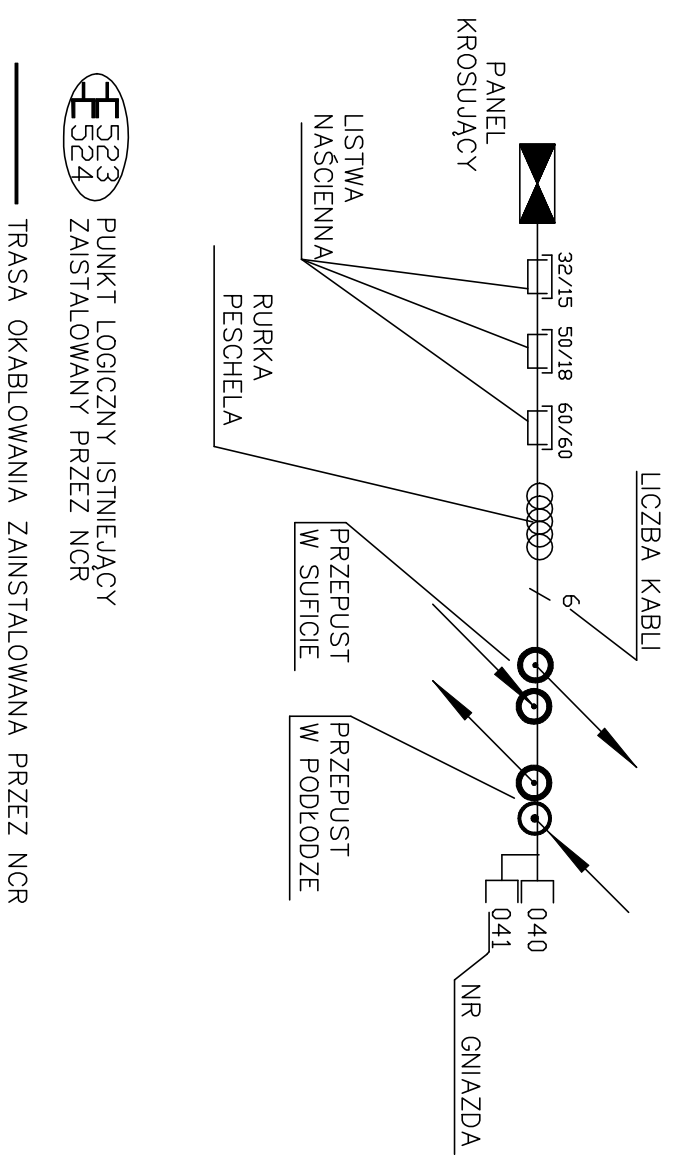 LICZBA KABLI
6
32/15
50/18
60/60
PANEL
KROSUJĄCY
040
041
NR GNIAZDA
LISTWA
NAŚCIENNA
PRZEPUST
W SUFICIE
PRZEPUST
W PODŁODZE
RURKA
PESCHELA
523
524
PUNKT LOGICZNY ISTNIEJĄCY
ZAISTALOWANY PRZEZ NCR
TRASA OKABLOWANIA ZAINSTALOWANA PRZEZ NCR